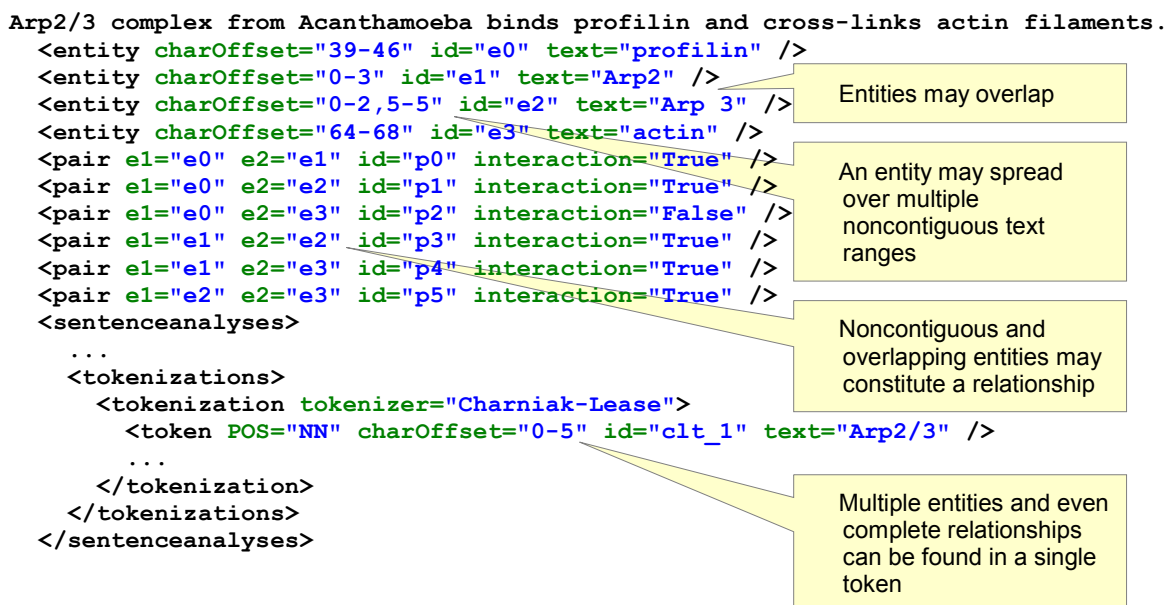 Arp2/3 complex from Acanthamoeba binds profilin and cross-links actin filaments.
<entity charOffset="39-46" id="e0" text="profilin" />
<entity charOffset="0-3" id="e1" text="Arp2" />
<entity charOffset="0-2,5-5" id="e2" text="Arp 3" />
<entity charOffset="64-68" id="e3" text="actin" />
<pair e1="e0" e2="e1" id="p0" interaction="True" />
<pair e1="e0" e2="e2" id="p1" interaction="True" />
<pair e1="e0" e2="e3" id="p2" interaction="False" />
<pair e1="e1" e2="e2" id="p3" interaction="True" />
<pair e1="e1" e2="e3" id="p4" interaction="True" />
<pair e1="e2" e2="e3" id="p5" interaction="True" />
<sentenceanalyses>
...
<tokenizations>
<tokenization tokenizer="Charniak-Lease">
<token POS="NN" charOffset="0-5" id="clt_1" text="Arp2/3" />
...
</tokenization>
</tokenizations>
</sentenceanalyses>
Entities may overlap
An entity may spread
over multiple
noncontiguous text
ranges
Noncontiguous and
overlapping entities may
constitute a relationship
Multiple entities and even
complete relationships
can be found in a single
token